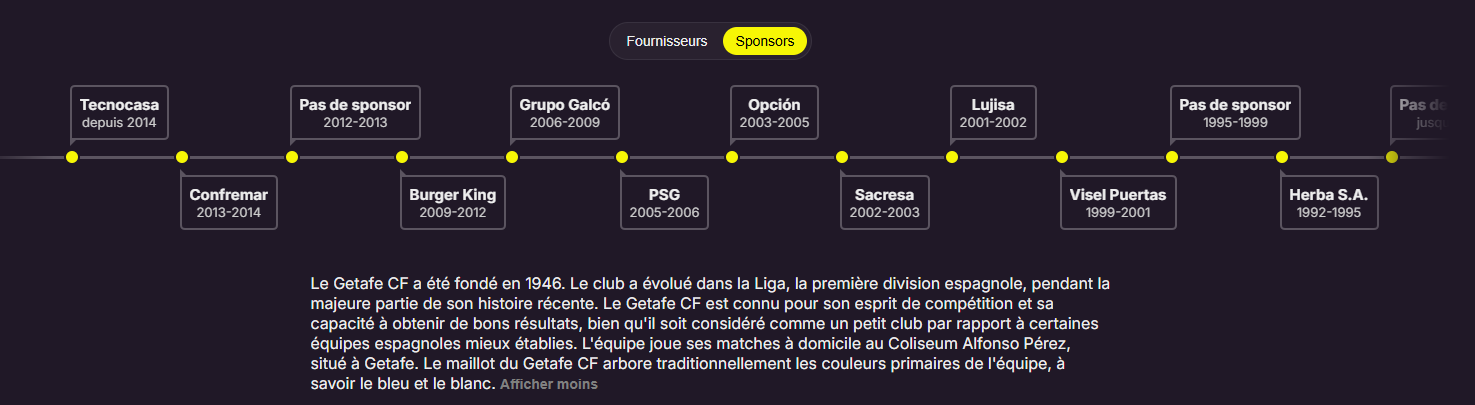 Fournisseurs
Sponsors
Tecnocasa
depuis 2014
Pas de sponsor
2012-2013
Grupo Galcó
2006-2009
Opción
2003-2005
Lujisa
2001-2002
Pas de sponsor
1995-1999
Pas de
Confremar
2013-2014
Burger King
2009-2012
PSG
2005-2006
Sacresa
2002-2003
Visel Puertas
1999-2001
Herba S.A.
1992-1995
Le Getafe CF a été fondé en 1946. Le club a évolué dans la Liga, la première division espagnole, pendant la
majeure partie de son histoire récente. Le Getafe CF est connu pour son esprit de compétition et sa
capacité à obtenir de bons résultats, bien qu'il soit considéré comme un petit club par rapport à certaines
équipes espagnoles mieux établies. L'équipe joue ses matches à domicile au Coliseum Alfonso Pérez,
situé à Getafe. Le maillot du Getafe CF arbore traditionnellement les couleurs primaires de l'équipe, à
savoir le bleu et le blanc. Afficher moins